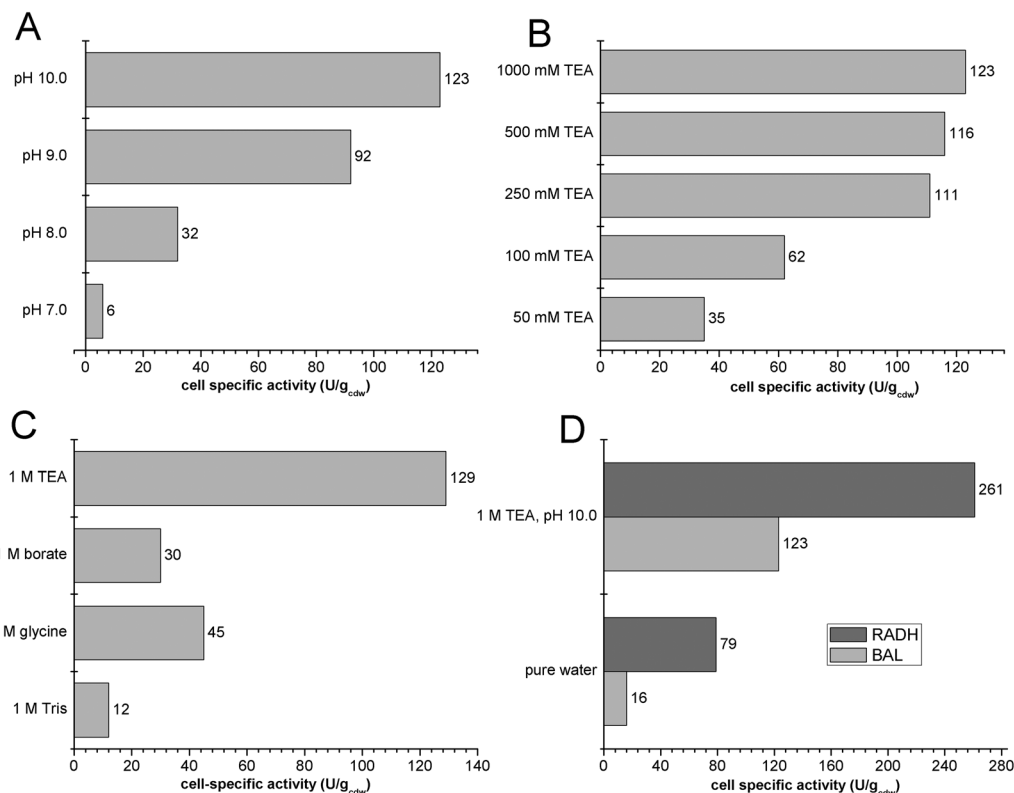 A
pH 10.0
123
pH 9.0
92
pH 8.0
32
pH 7.0
6
0 20 40 60 80 100 120
cell specific activity (U/gcdw)
B
1000 mM TEA
123
500 mM TEA
116
250 mM TEA
111
100 mM TEA
62
50 mM TEA
35
0 20 40 60 80 100 120
cell specific activity (U/gcdw)
C
1 M TEA
129
M borate
30
M glycine
45
1 M Tris
12
0 20 40 60 80 100 120 140
cell-specific activity (U/gcdw)
D
1 M TEA, pH 10.0
261
123
pure water
79
16
RADH
BAL
0 40 80 120 160 200 240 280
cell specific activity (U/gcdw)